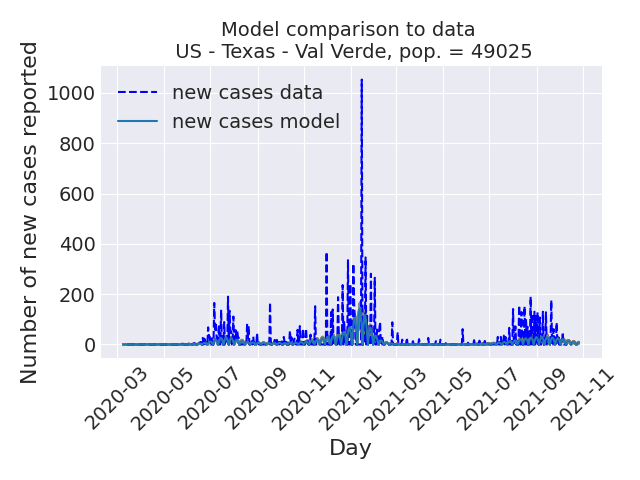 Model comparison to data
US - Texas - Val Verde, pop. = 49025
Number of new cases reported
1000
800
600
400
200
0
new cases data
new cases model
2020-03
2020-05
2020-07
2020-09
2020-11
2021-01
2021-03
2021-05
2021-07
2021-09
2021-11
Day